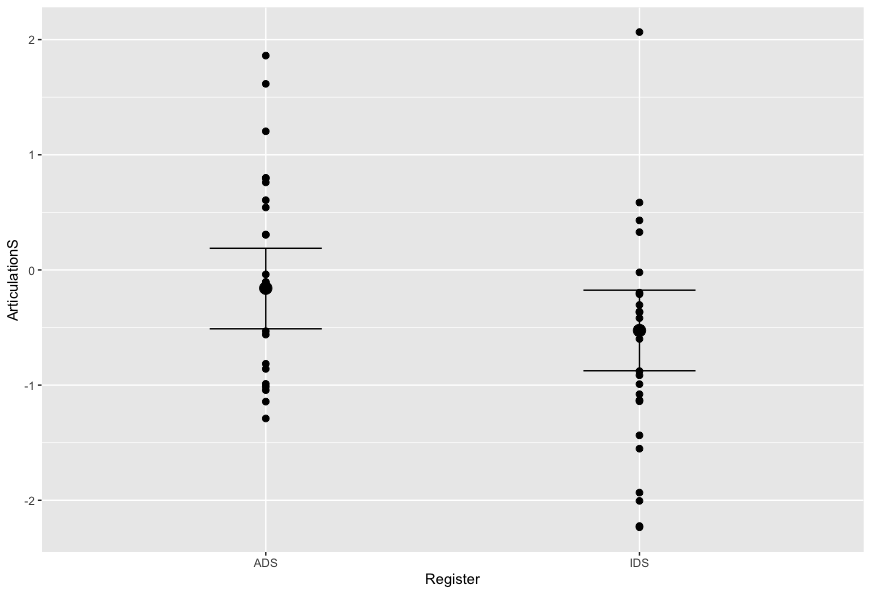 2
1
0
-1
-2
ArticulationS
ADS
IDS
Register